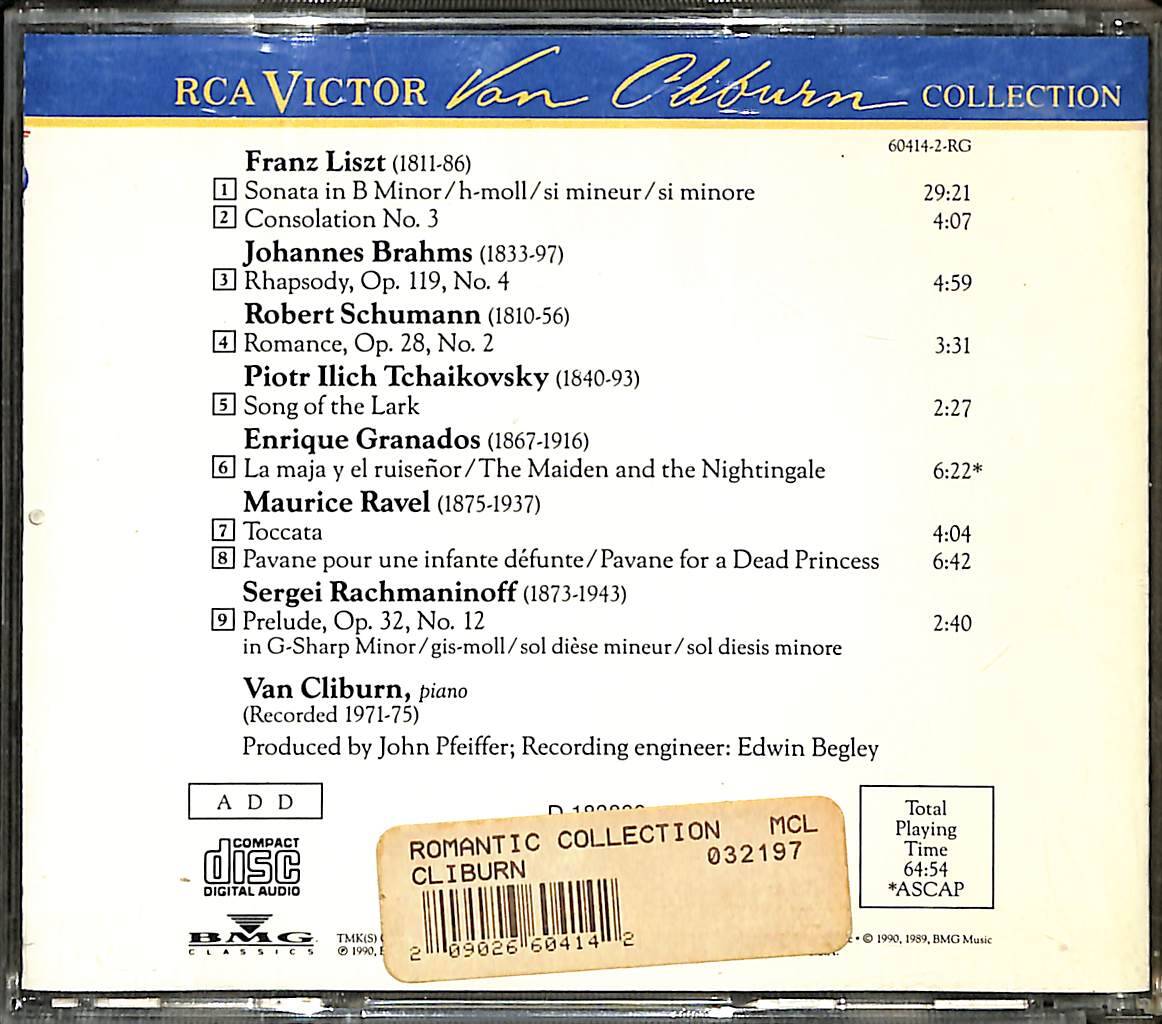 RCA VICTOR Van Cliburn COLLECTION
60414-2-RG
Franz Liszt (1811-86)
1 Sonata in B Minor/h-moll/si mineur/si minore 29:21
2 Consolation No. 3 4:07
Johannes Brahms (1833-97)
3 Rhapsody, Op. 119, No. 4 4:59
Robert Schumann (1810-56)
4 Romance, Op. 28, No. 2 3:31
Piotr Ilich Tchaikovsky (1840-93)
5 Song of the Lark 2:27
Enrique Granados (1867-1916)
6 La maja y el ruiseñor/The Maiden and the Nightingale 6:22*
Maurice Ravel (1875-1937)
7 Toccata 4:04
8 Pavane pour une infante défunte/Pavane for a Dead Princess 6:42
Sergei Rachmaninoff (1873-1943)
9 Prelude, Op. 32, No. 12 2:40
in G-Sharp Minor/gis-moll/sol dièse mineur/sol diesis minore
Van Cliburn, piano
(Recorded 1971-75)
Produced by John Pfeiffer; Recording engineer: Edwin Begley
ADD
COMPACT
disc
DIGITAL AUDIO
BMG
CLASSICS
ROMANTIC COLLECTION MCL
CLIBURN 032197
2 09026 60414 2
Total
Playing
Time
64:54
*ASCAP
TMK(S)
℗ 1990,
• © 1990, 1989, BMG Music